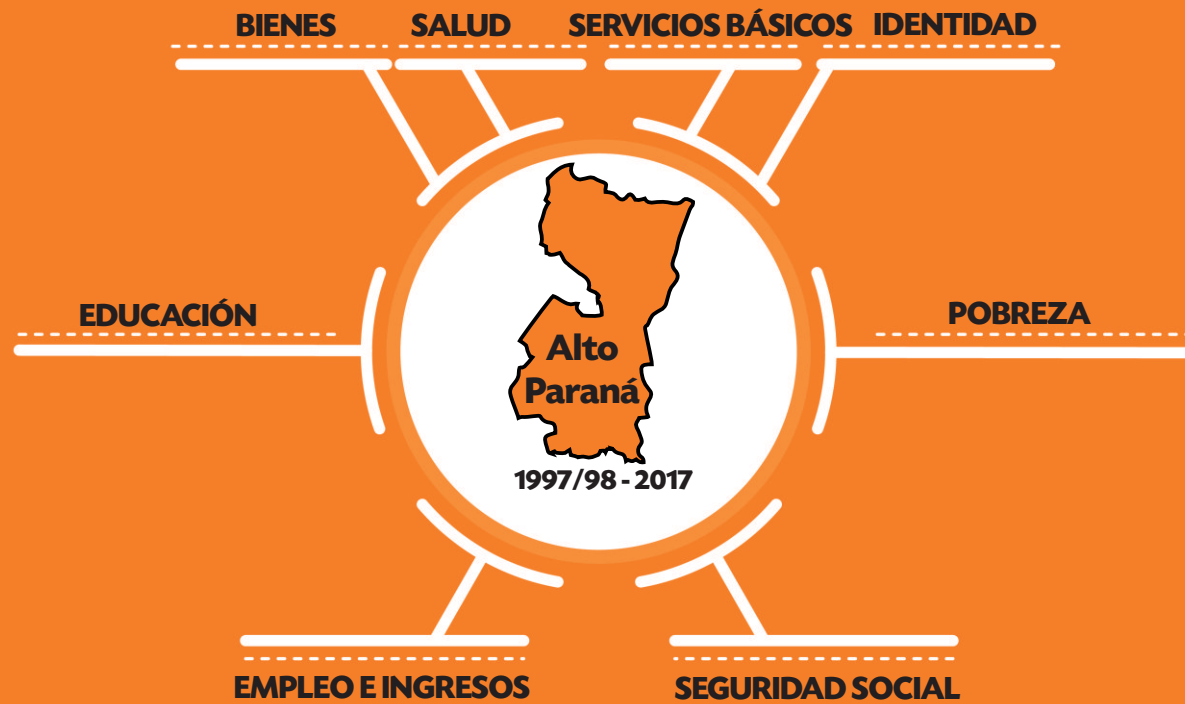 BIENES
SALUD
SERVICIOS BÁSICOS
IDENTIDAD
EDUCACIÓN
POBREZA
Alto
Paraná
1997/98 - 2017
EMPLEO E INGRESOS
SEGURIDAD SOCIAL